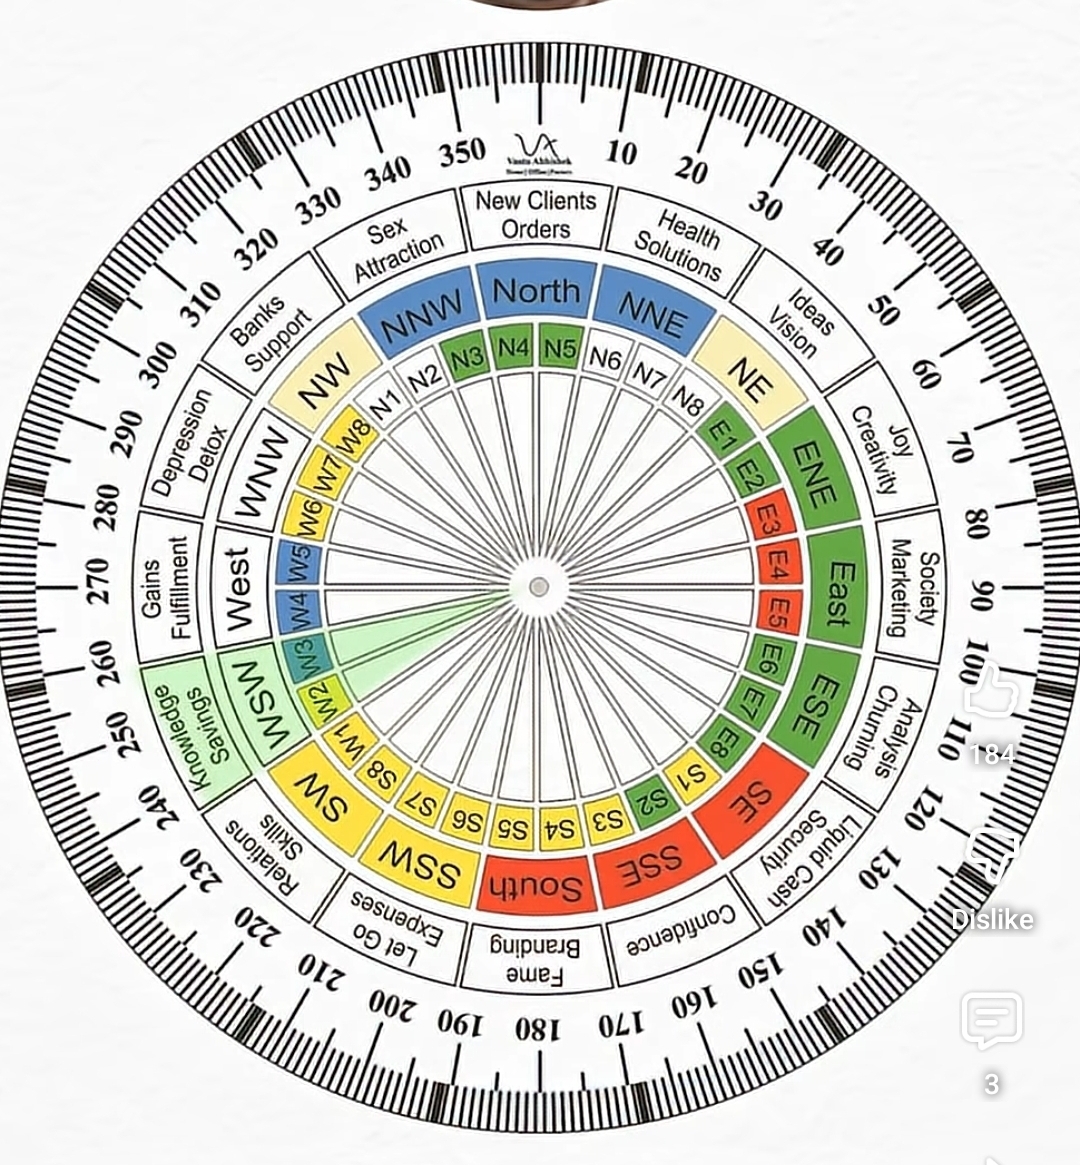 350
10
20
30
40
50
60
70
80
90
100
110
120
130
140
150
160
170
180
190
200
210
220
230
240
250
260
270
280
290
300
310
320
330
340
Vastu Abhishek
New Clients
Orders
Health
Solutions
Ideas
Vision
Joy
Creativity
Society
Marketing
Analysis
Churning
Liquid Cash
Security
Confidence
Fame
Branding
Let Go
Expenses
Relations
Skills
Knowledge
Savings
Gains
Fulfillment
Depression
Detox
Banks
Support
Sex
Attraction
North
NNE
NE
ENE
East
ESE
SE
SSE
South
SSW
SW
WSW
West
WNW
NW
NNW
N5
N6
N7
N8
E1
E2
E3
E4
E5
E6
E7
E8
S1
S2
S3
S4
S5
S6
S7
S8
W1
W2
W3
W4
W5
W6
W7
W8
N1
N2
N3
N4
184
Dislike
3